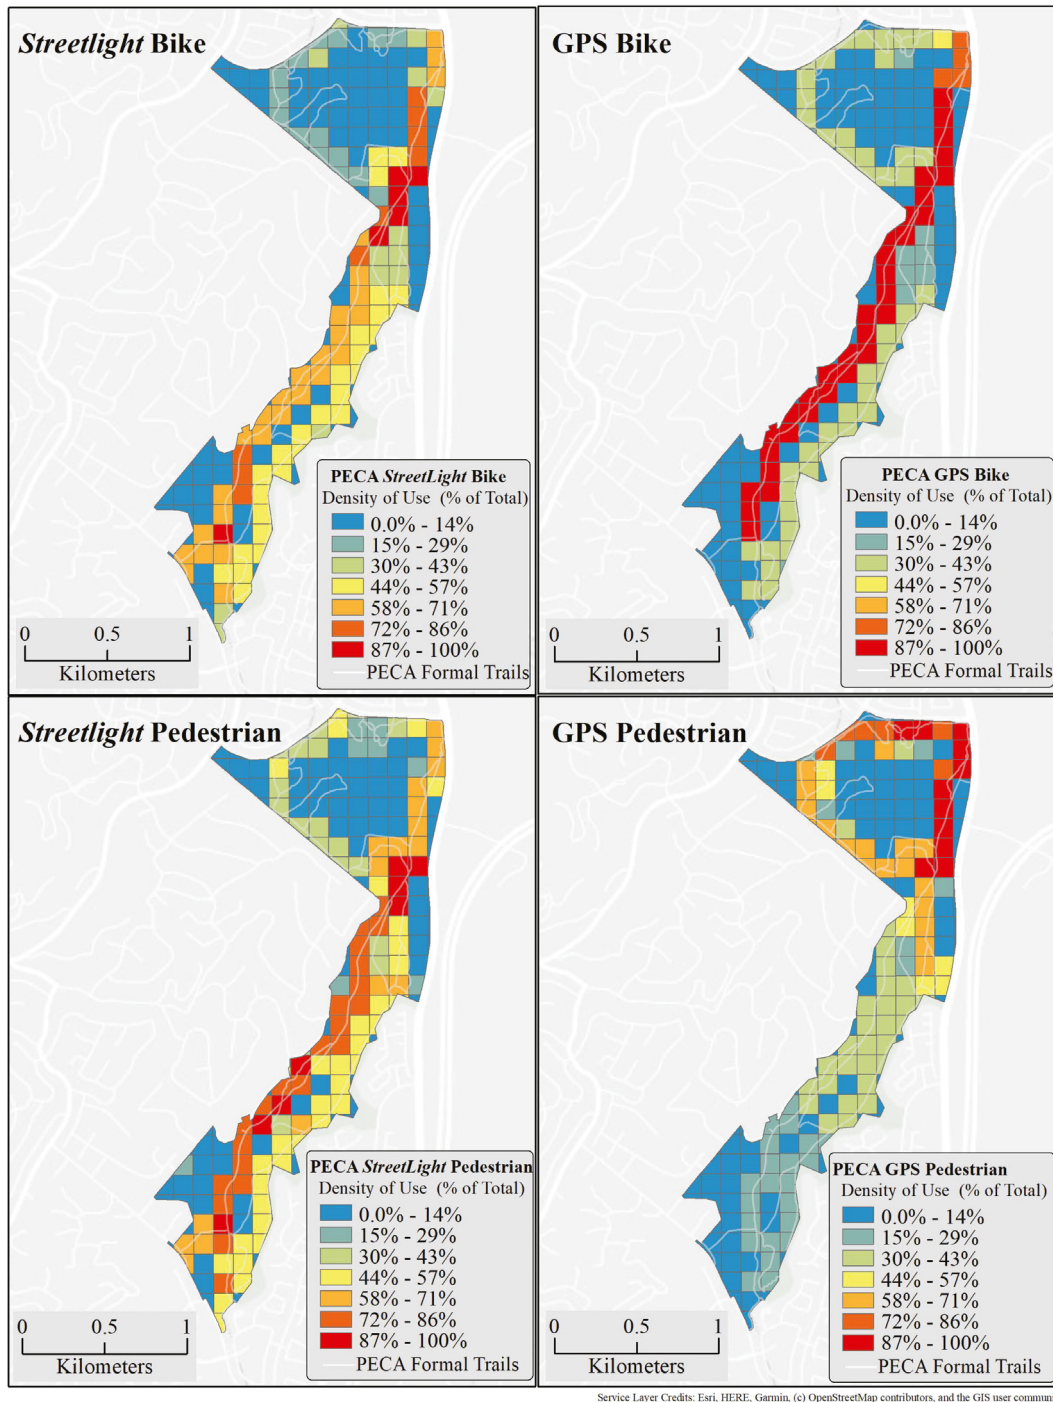 Streetlight Bike
PECA StreetLight Bike
Density of Use (% of Total)
0.0% - 14%
15% - 29%
30% - 43%
44% - 57%
58% - 71%
72% - 86%
87% - 100%
PECA Formal Trails
0 0.5 1
Kilometers
GPS Bike
PECA GPS Bike
Density of Use (% of Total)
0.0% - 14%
15% - 29%
30% - 43%
44% - 57%
58% - 71%
72% - 86%
87% - 100%
PECA Formal Trails
0 0.5 1
Kilometers
Streetlight Pedestrian
PECA StreetLight Pedestrian
Density of Use (% of Total)
0.0% - 14%
15% - 29%
30% - 43%
44% - 57%
58% - 71%
72% - 86%
87% - 100%
PECA Formal Trails
0 0.5 1
Kilometers
GPS Pedestrian
PECA GPS Pedestrian
Density of Use (% of Total)
0.0% - 14%
15% - 29%
30% - 43%
44% - 57%
58% - 71%
72% - 86%
87% - 100%
PECA Formal Trails
0 0.5 1
Kilometers
Service Layer Credits: Esri, HERE, Garmin, (c) OpenStreetMap contributors, and the GIS user commun